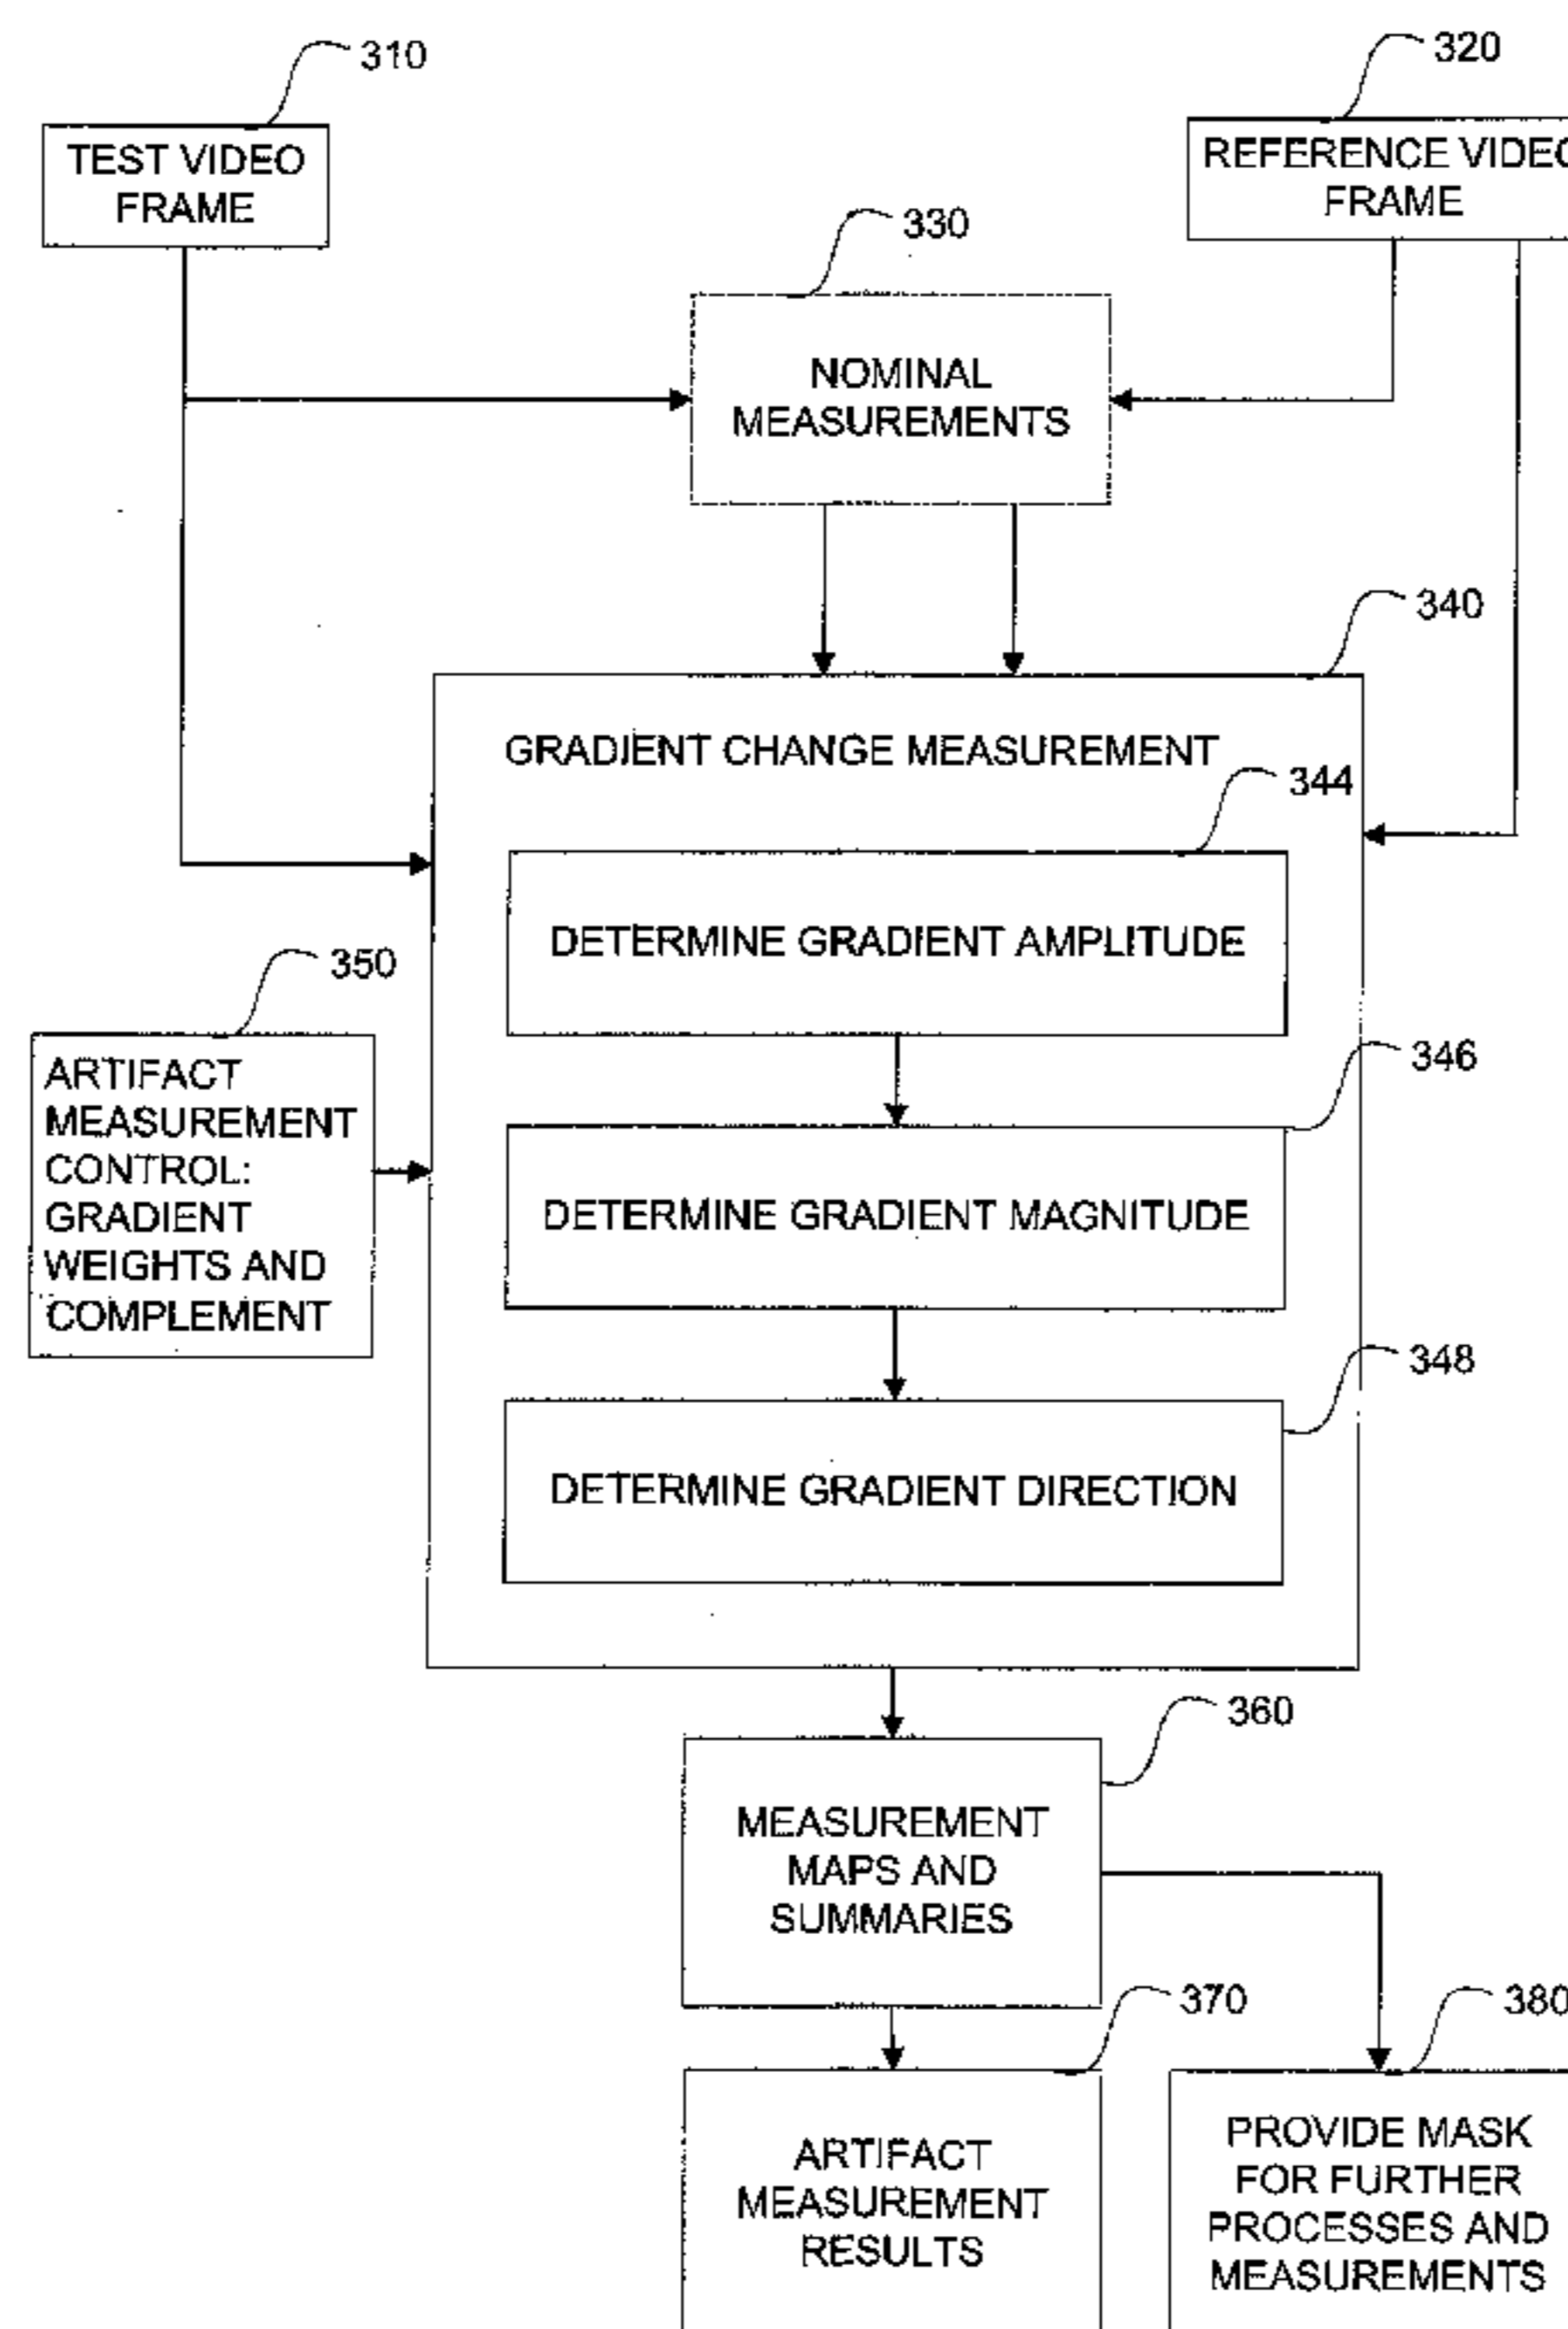 310
320
TEST VIDEO
FRAME
REFERENCE VIDEO
FRAME
330
NOMINAL
MEASUREMENTS
340
GRADIENT CHANGE MEASUREMENT
344
DETERMINE GRADIENT AMPLITUDE
350
ARTIFACT
MEASUREMENT
CONTROL:
GRADIENT
WEIGHTS AND
COMPLEMENT
346
DETERMINE GRADIENT MAGNITUDE
348
DETERMINE GRADIENT DIRECTION
360
MEASUREMENT
MAPS AND
SUMMARIES
370
380
ARTIFACT
MEASUREMENT
RESULTS
PROVIDE MASK
FOR FURTHER
PROCESSES AND
MEASUREMENTS